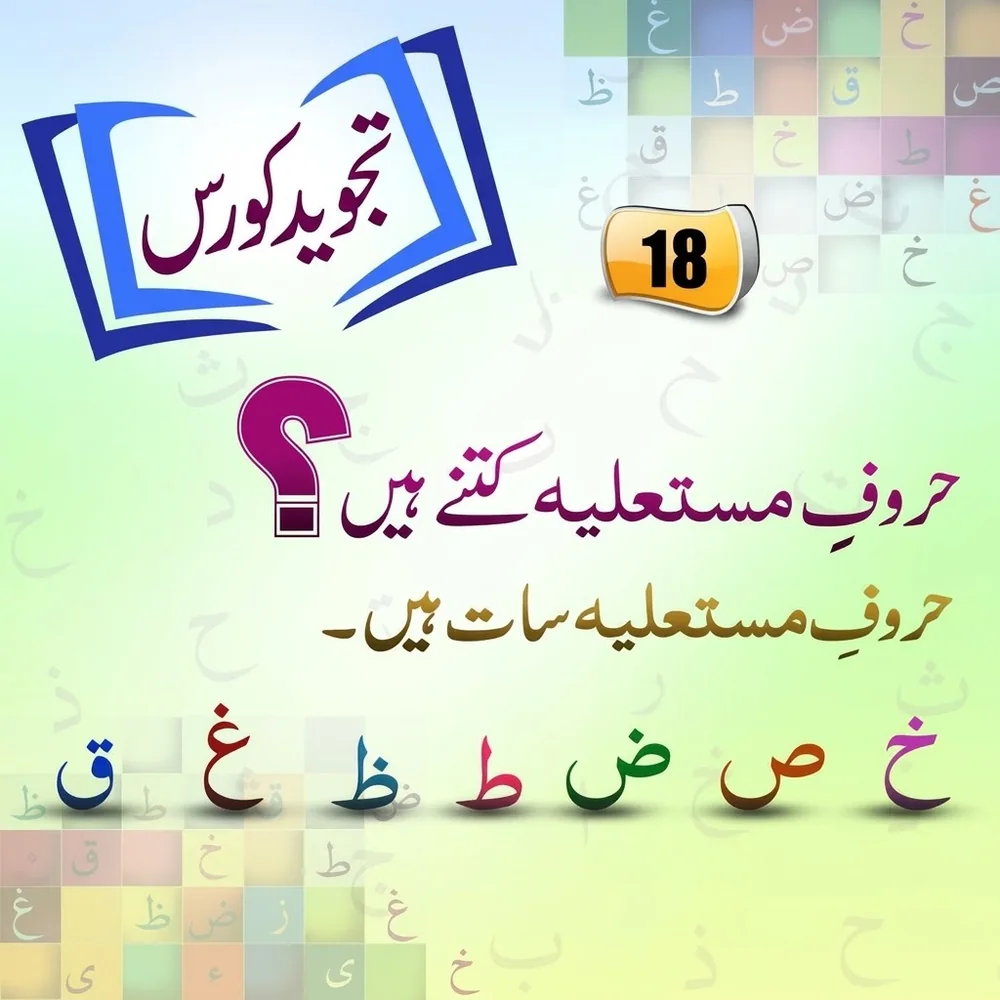 تجوید کورس
18
حروفِ مستعلیہ کتنے ہیں؟
حروفِ مستعلیہ سات ہیں۔
خ ص ض ط ظ غ ق